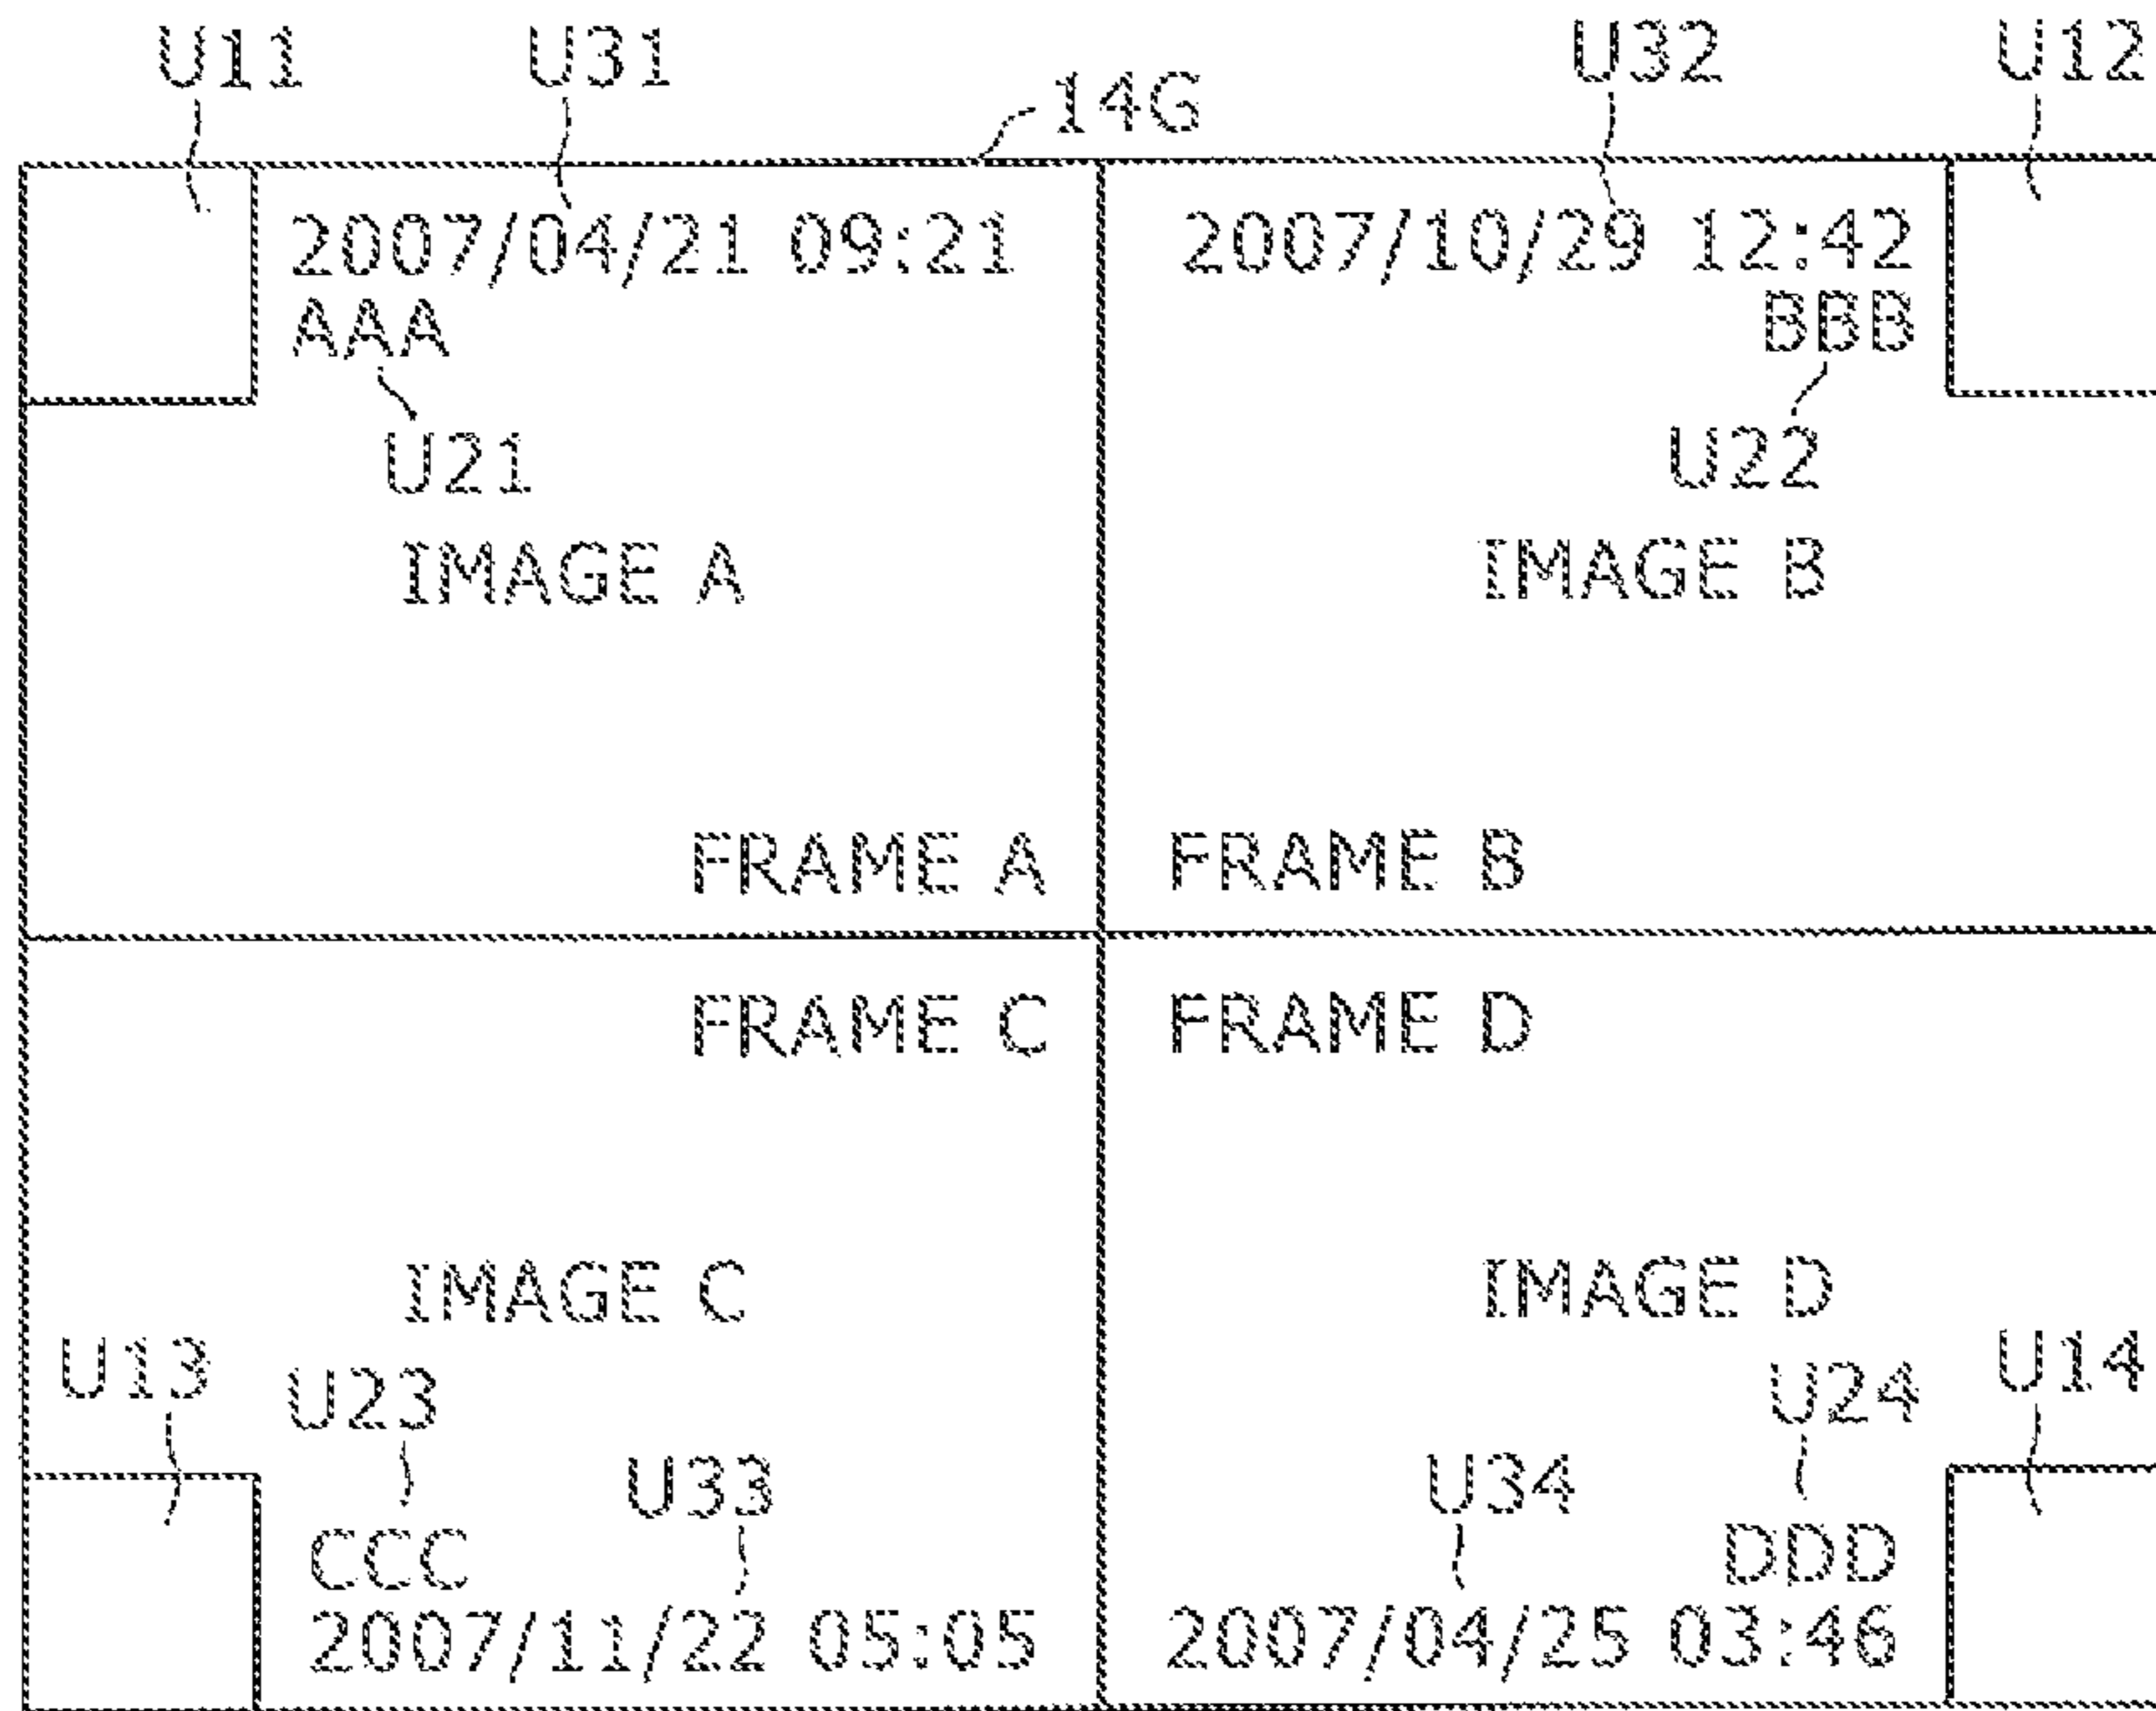 U11 U31 14G U32 U12
2007/04/21 09:21
AAA
U21
IMAGE A
FRAME A
2007/10/29 12:42
BBB
U22
IMAGE B
FRAME B
FRAME C
IMAGE C
U13
U23
U33
CCC
2007/11/22 05:05
FRAME D
IMAGE D
U14
U24
U34
DDD
2007/04/25 03:46